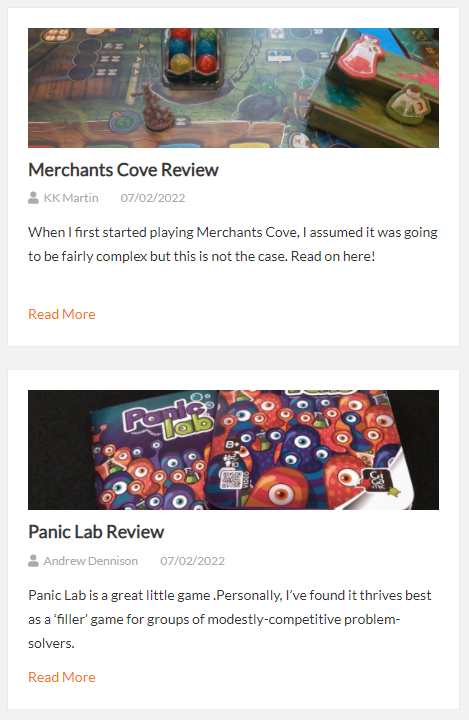 Merchants Cove Review
KK Martin 07/02/2022
When I first started playing Merchants Cove, I assumed it was going
to be fairly complex but this is not the case. Read on here!
Read More
Panic
lab
Panic
lab
8+
VIDEO
Panic Lab Review
Andrew Dennison 07/02/2022
Panic Lab is a great little game .Personally, I’ve found it thrives best
as a ‘filler’ game for groups of modestly-competitive problem-
solvers.
Read More